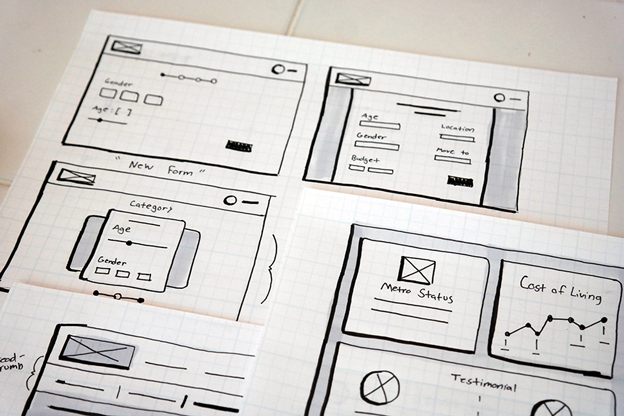 Gender
Age: [ ]
"New Form"
Age
Gender
Budget
Location
Move to
Category
Age
Gender
Metro Status
Cost of Living
Testimonial
ead-
rumb